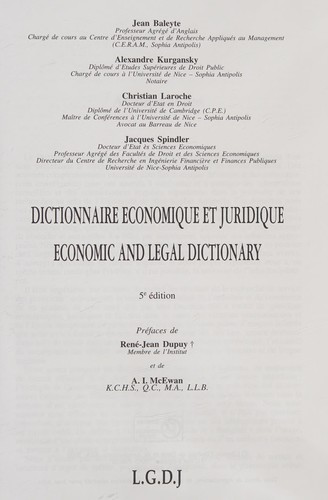 Jean Baleyte
Professeur Agrégé d'Anglais
Chargé de cours au Centre d'Enseignement et de Recherche Appliqués au Management
(C.E.R.A.M., Sophia Antipolis)
Alexandre Kurgansky
Diplômé d'Etudes Supérieures de Droit Public
Chargé de cours à l'Université de Nice – Sophia Antipolis
Notaire
Christian Laroche
Docteur d'Etat en Droit
Diplômé de l'Université de Cambridge (C.P.E.)
Maître de Conférences à l'Université de Nice – Sophia Antipolis
Avocat au Barreau de Nice
Jacques Spindler
Docteur d'Etat ès Sciences Economiques
Professeur Agrégé des Facultés de Droit et des Sciences Economiques
Directeur du Centre de Recherche en Ingénierie Financière et Finances Publiques
Université de Nice-Sophia Antipolis
DICTIONNAIRE ECONOMIQUE ET JURIDIQUE
ECONOMIC AND LEGAL DICTIONARY
5e édition
Préfaces de
René-Jean Dupuy †
Membre de l'Institut
et de
A. I. McEwan
K.C.H.S., Q.C., M.A., L.L.B.
L.G.D.J